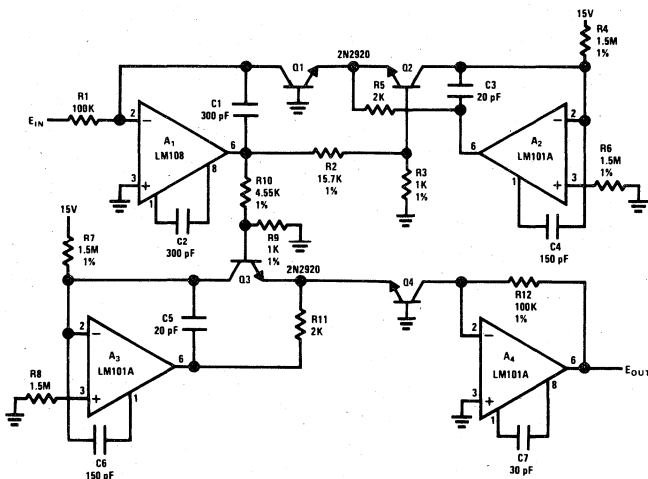 15V
R4
1.5M
1%
2N2920
Q1
Q2
R1
100K
C1
300 pF
R5
2K
C3
20 pF
E_IN
2
−
A1
LM108
6
8
3
+
1
C2
300 pF
R2
15.7K
1%
R3
1K
1%
2
−
A2
LM101A
6
3
+
1
R6
1.5M
1%
C4
150 pF
R10
4.55K
1%
R9
1K
1%
15V
R7
1.5M
1%
Q3
2N2920
Q4
C5
20 pF
R11
2K
R12
100K
1%
2
−
A3
LM101A
6
R8
1.5M
3
+
1
C6
150 pF
2
−
A4
LM101A
6
E_OUT
8
3
+
1
C7
30 pF